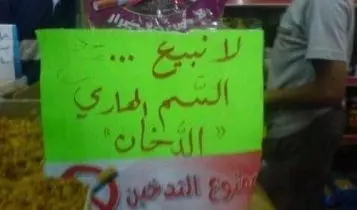 لا نبيع ...
السم الهاري
"الدخان"
ممنوع التدخين